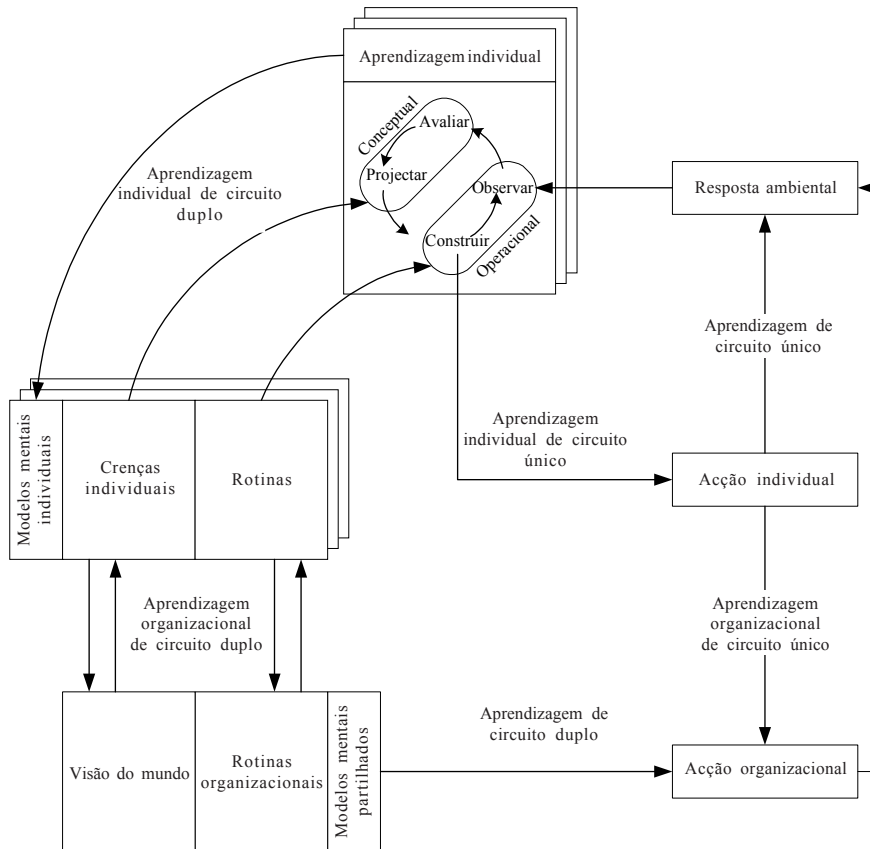 Aprendizagem individual
Conceptual
Avaliar
Projectar
Observar
Construir
Operacional
Aprendizagem
individual de circuito
duplo
Resposta ambiental
Aprendizagem de
circuito único
Aprendizagem
individual de circuito
único
Modelos mentais
individuais
Crenças
individuais
Rotinas
Acção individual
Aprendizagem
organizacional
de circuito duplo
Aprendizagem
organizacional
de circuito único
Visão do mundo
Rotinas
organizacionais
Modelos mentais
partilhados
Aprendizagem de
circuito duplo
Acção organizacional